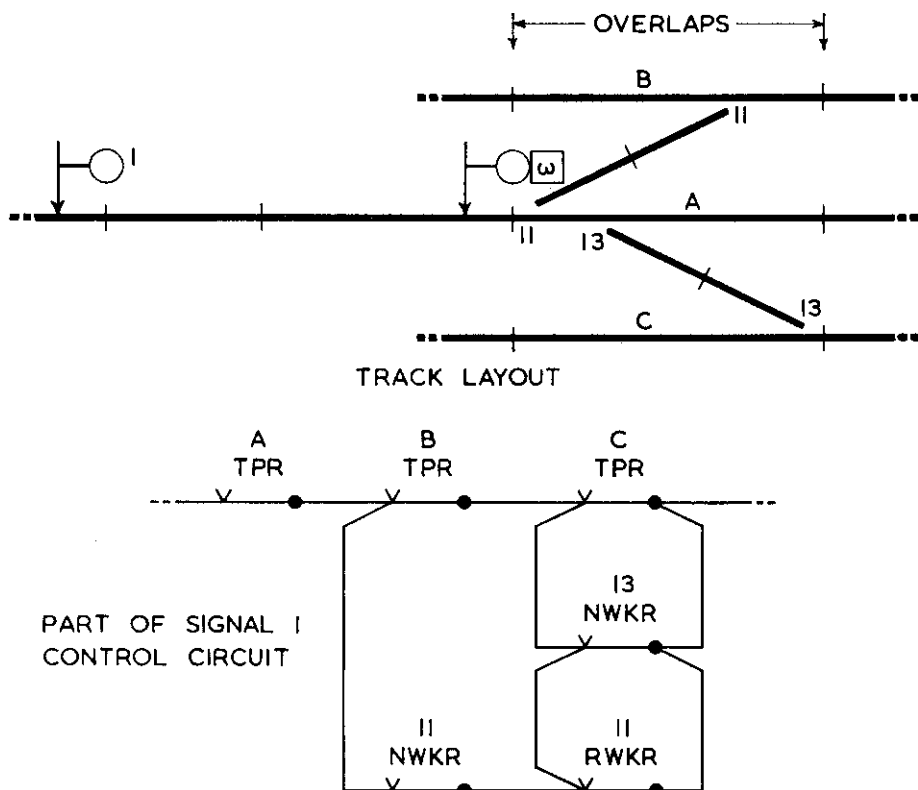 OVERLAPS
B
11
1
3
A
11
13
13
C
TRACK LAYOUT
A B C
TPR TPR TPR
13
NWKR
PART OF SIGNAL 1
CONTROL CIRCUIT
11 11
NWKR RWKR